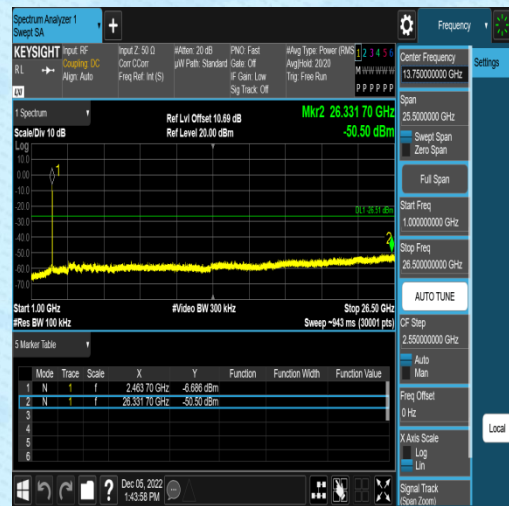 Spectrum Analyzer 1
Swept SA
Frequency
KEYSIGHT
RL
LXI
Input: RF
Coupling: DC
Align: Auto
Input Z: 50 Ω
Corr CCorr
Freq Ref: Int (S)
#Atten: 20 dB
µW Path: Standard
PNO: Fast
Gate: Off
IF Gain: Low
Sig Track: Off
#Avg Type: Power (RMS
Avg|Hold: 20/20
Trig: Free Run
1 2 3 4 5 6
M W W W W W
P P P P P P
1 Spectrum
Scale/Div 10 dB
Ref Lvl Offset 10.69 dB
Ref Level 20.00 dBm
Mkr2 26.331 70 GHz
-50.50 dBm
Log
10.0
0.00
-10.0
-20.0
-30.0
-40.0
-50.0
-60.0
-70.0
1
DL1 -26.51 dBm
2
Start 1.00 GHz
#Res BW 100 kHz
#Video BW 300 kHz
Stop 26.50 GHz
Sweep ~943 ms (30001 pts)
5 Marker Table
Mode Trace Scale X Y Function Function Width Function Value
1 N 1 f 2.463 70 GHz -6.686 dBm
2 N 1 f 26.331 70 GHz -50.50 dBm
3
4
5
6
Dec 05, 2022
1:43:58 PM
Center Frequency
13.750000000 GHz
Settings
Span
25.5000000 GHz
Swept Span
Zero Span
Full Span
Start Freq
1.000000000 GHz
Stop Freq
26.500000000 GHz
AUTO TUNE
CF Step
2.550000000 GHz
Auto
Man
Freq Offset
0 Hz
X Axis Scale
Log
Lin
Signal Track
(Span Zoom)
Local